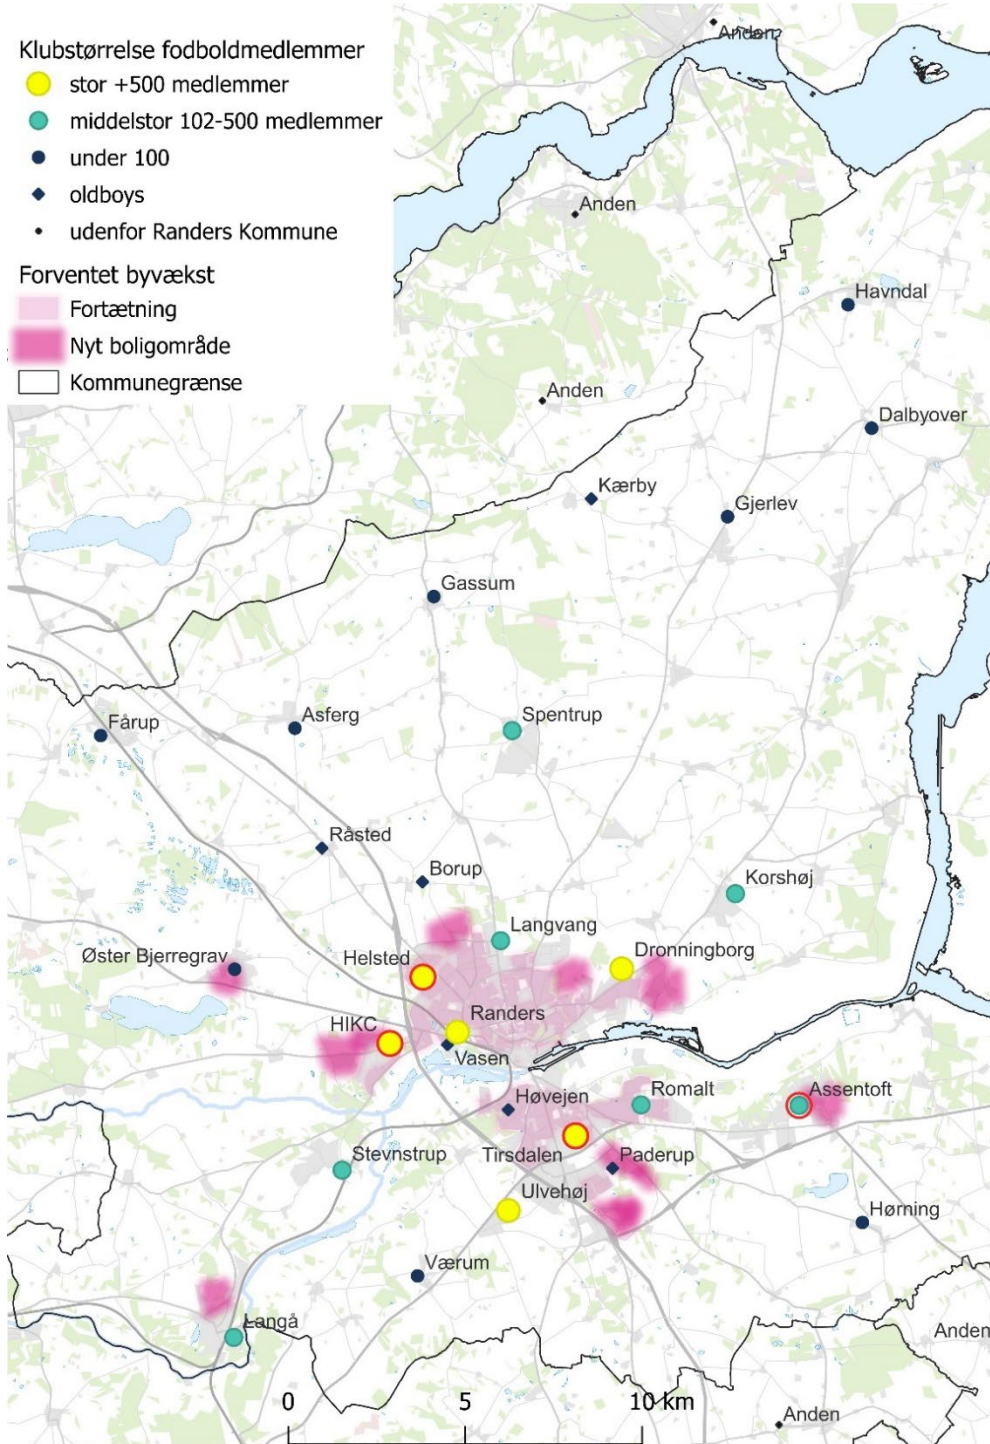 Klubstørrelse fodboldmedlemmer
stor +500 medlemmer
middelstor 102-500 medlemmer
under 100
oldboys
udenfor Randers Kommune
Forventet byvækst
Fortætning
Nyt boligområde
Kommunegrænse
Anden
Anden
Havndal
Anden
Dalbyover
Kærby
Gjerlev
Gassum
Fårup
Asferg
Spentrup
Råsted
Borup
Korshøj
Langvang
Øster Bjerregrav
Helsted
Dronningborg
HIKC
Randers
Vasen
Høvejen
Romalt
Assentoft
Stevnstrup
Tirsdalen
Paderup
Ulvehøj
Hørning
Værum
Langå
Anden
0 5 10 km
Anden